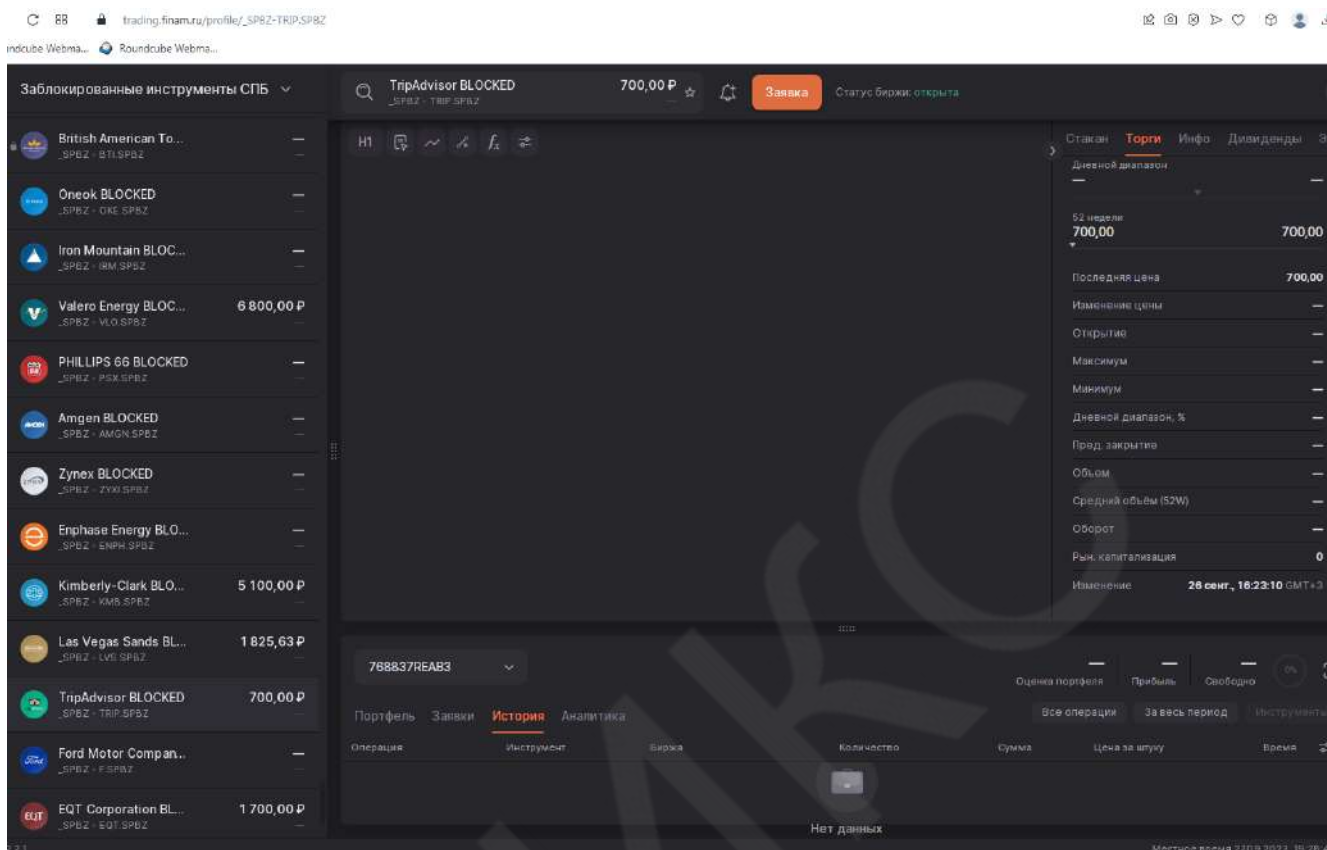 trading.finam.ru/profile/_SPBZ-TRIP.SPBZ
undcube Webma... Roundcube Webma...
Заблокированные инструменты СПБ
TripAdvisor BLOCKED 700,00 ₽ Заявка Статус биржи: открыта
_SPBZ - TRIP.SPBZ
British American To... —
_SPBZ - BTI.SPBZ
Oneok BLOCKED —
_SPBZ - OKE.SPBZ
Iron Mountain BLOC... —
_SPBZ - IRM.SPBZ
Valero Energy BLOC... 6 800,00 ₽
_SPBZ - VLO.SPBZ
PHILLIPS 66 BLOCKED —
_SPBZ - PSX.SPBZ
Amgen BLOCKED —
_SPBZ - AMGN.SPBZ
Zynex BLOCKED —
_SPBZ - ZYXI.SPBZ
Enphase Energy BLO... —
_SPBZ - ENPH.SPBZ
Kimberly-Clark BLO... 5 100,00 ₽
_SPBZ - KMB.SPBZ
Las Vegas Sands BL... 1 825,63 ₽
_SPBZ - LVS.SPBZ
TripAdvisor BLOCKED 700,00 ₽
_SPBZ - TRIP.SPBZ
Ford Motor Compan... —
_SPBZ - F.SPBZ
EQT Corporation BL... 1 700,00 ₽
_SPBZ - EQT.SPBZ
H1
Стакан Торги Инфо Дивиденды Э
Дневной диапазон
— —
52 недели
700,00 700,00
Последняя цена 700,00
Изменение цены —
Открытие —
Максимум —
Минимум —
Дневной диапазон, % —
Пред. закрытие —
Объем —
Средний объём (52W) —
Оборот —
Рын. капитализация 0
Изменение 26 сент., 16:23:10 GMT+3
768837REAB3
— — — 0%
Оценка портфеля Прибыль Свободно
Портфель Заявки История Аналитика
Все операции За весь период Инструменты
Операция Инструмент Биржа Количество Сумма Цена за штуку Время
Нет данных
Местное время
ИКС